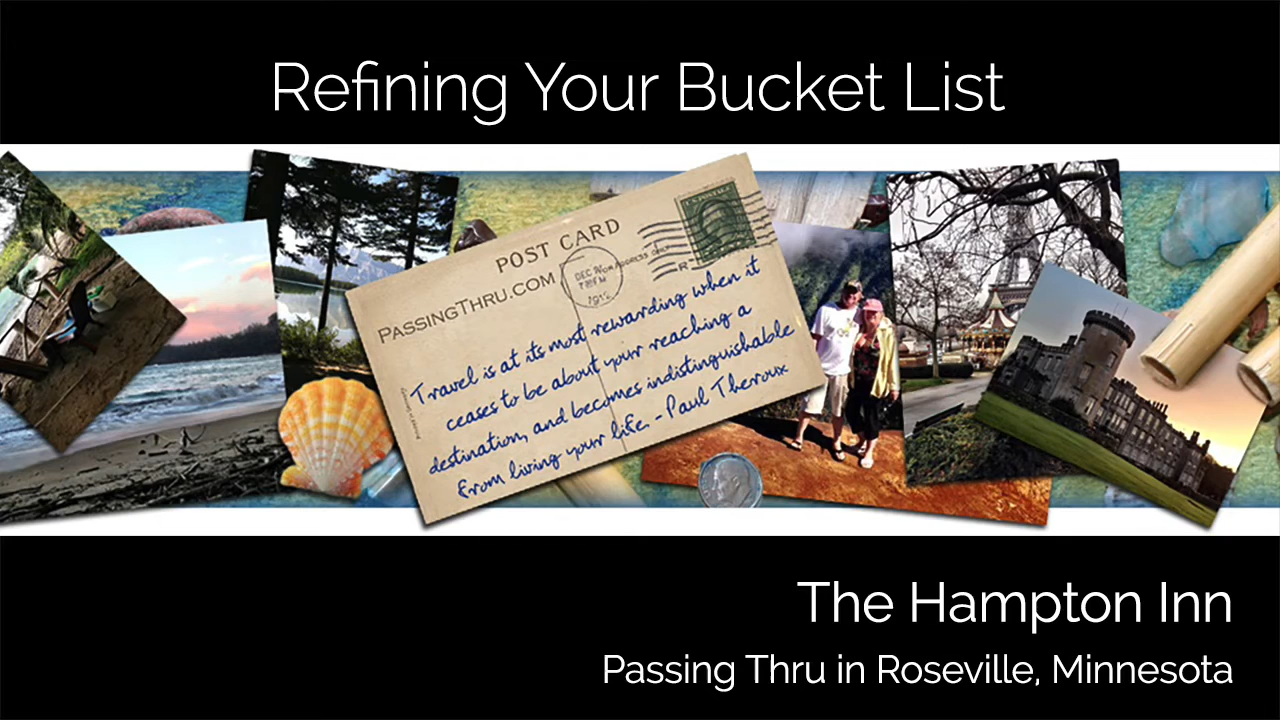 Refining Your Bucket List
POST CARD
PASSINGTHRU.COM
DEC
1912
Travel is at its most rewarding when it
ceases to be about your reaching a
destination, and becomes indistinguishable
from living your life. - Paul Theroux
The Hampton Inn
Passing Thru in Roseville, Minnesota